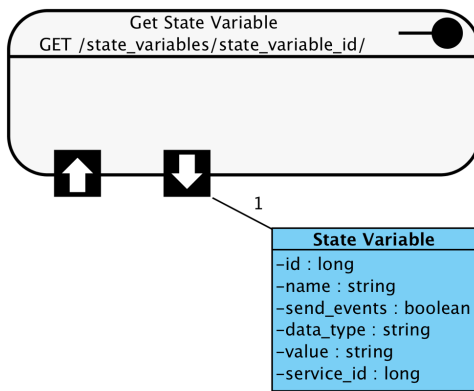 Get State Variable
GET /state_variables/state_variable_id/
1
State Variable
-id : long
-name : string
-send_events : boolean
-data_type : string
-value : string
-service_id : long